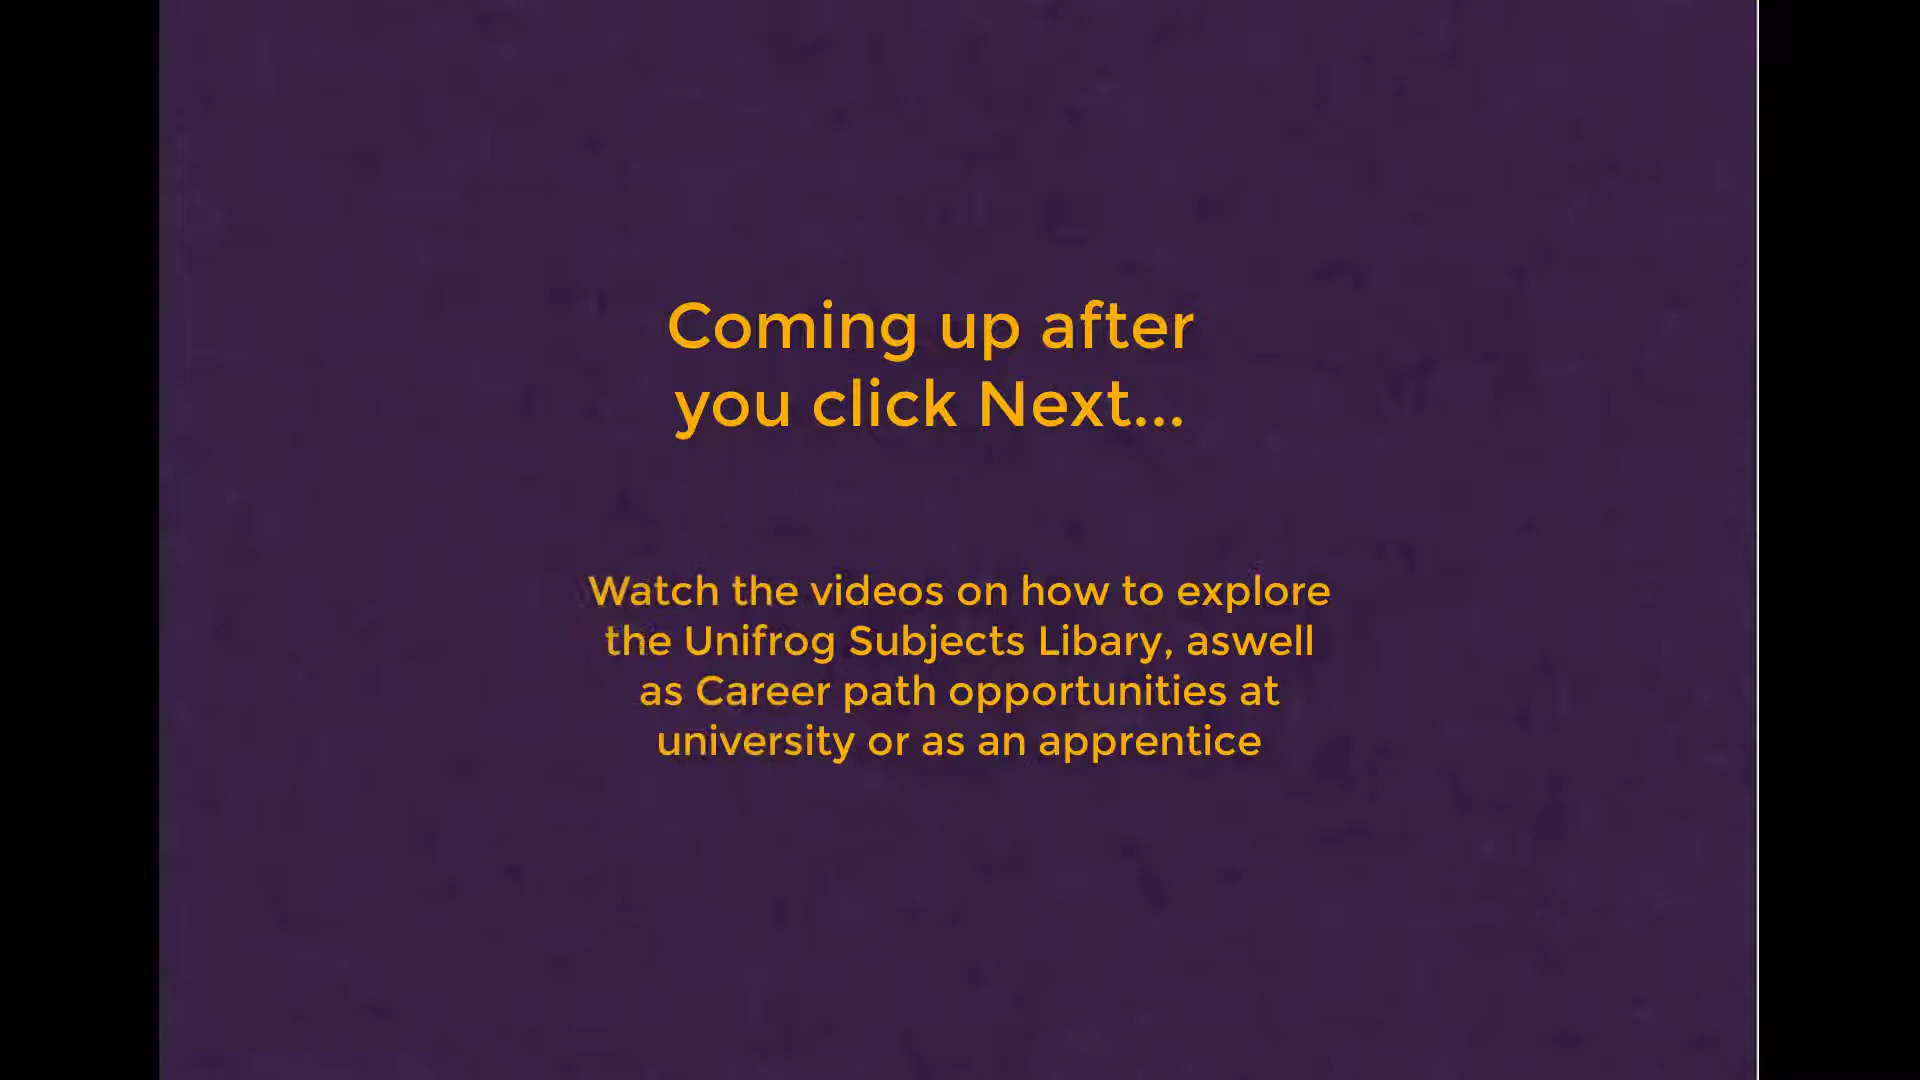 Coming up after
you click Next...
Watch the videos on how to explore
the Unifrog Subjects Libary, aswell
as Career path opportunities at
university or as an apprentice